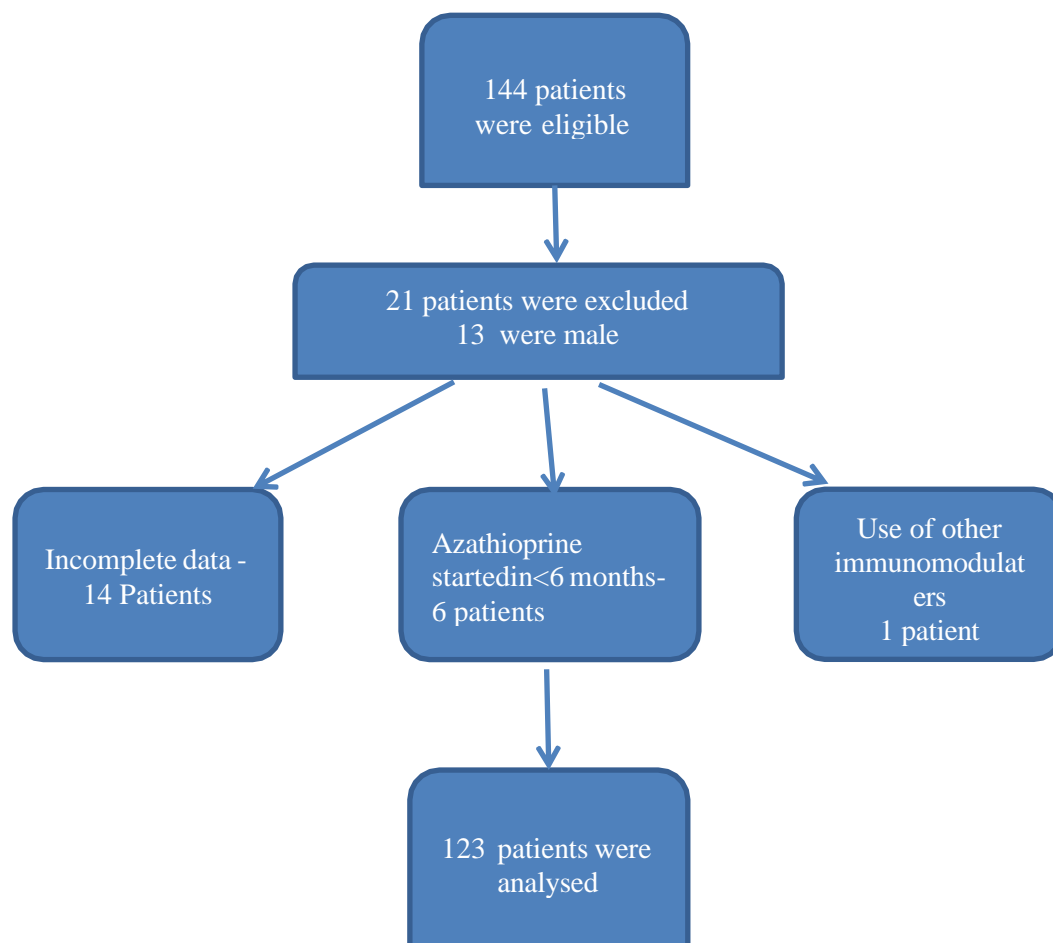 144 patients
were eligible
21 patients were excluded
13 were male
Incomplete data -
14 Patients
Azathioprine
startedin<6 months-
6 patients
Use of other
immunomodulat
ers
1 patient
123 patients were
analysed